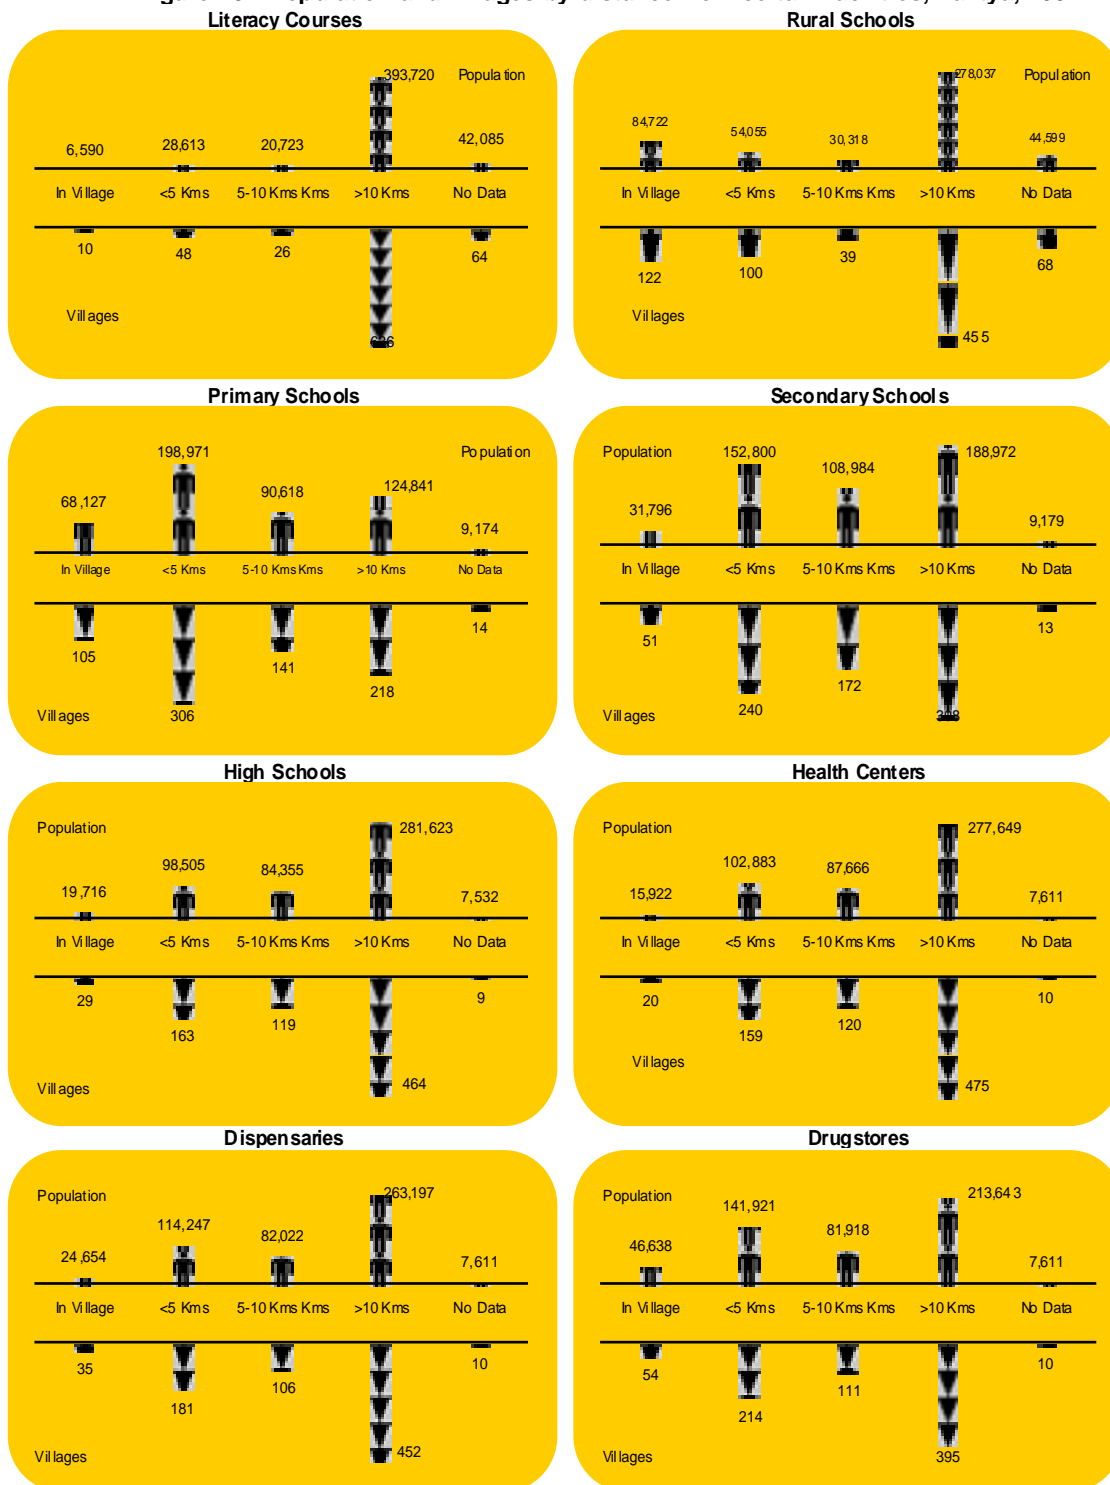 Literacy Courses
393,720 Population
6,590 28,613 20,723 42,085
In Village <5 Kms 5-10 Kms Kms >10 Kms No Data
10 48 26 64
Villages
Rural Schools
278,037 Population
84,722 54,055 30,318 44,599
In Village <5 Kms 5-10 Kms Kms >10 Kms No Data
122 100 39 68
Villages
455
Primary Schools
198,971 Population
68,127 90,618 124,841 9,174
In Village <5 Kms 5-10 Kms Kms >10 Kms No Data
105 141 218 14
Villages 306
Secondary Schools
Population 152,800 108,984 188,972
31,796 9,179
In Village <5 Kms 5-10 Kms Kms >10 Kms No Data
51 240 172 13
Villages
High Schools
Population 281,623
19,716 98,505 84,355 7,532
In Village <5 Kms 5-10 Kms Kms >10 Kms No Data
29 163 119 9
Villages 464
Health Centers
Population 277,649
15,922 102,883 87,666 7,611
In Village <5 Kms 5-10 Kms Kms >10 Kms No Data
20 159 120 10
Villages
475
Dispensaries
Population 263,197
24,654 114,247 82,022 7,611
In Village <5 Kms 5-10 Kms Kms >10 Kms No Data
35 181 106 10
Villages 452
Drugstores
Population 141,921 213,643
46,638 81,918 7,611
In Village <5 Kms 5-10 Kms Kms >10 Kms No Data
54 214 111 10
Villages 395